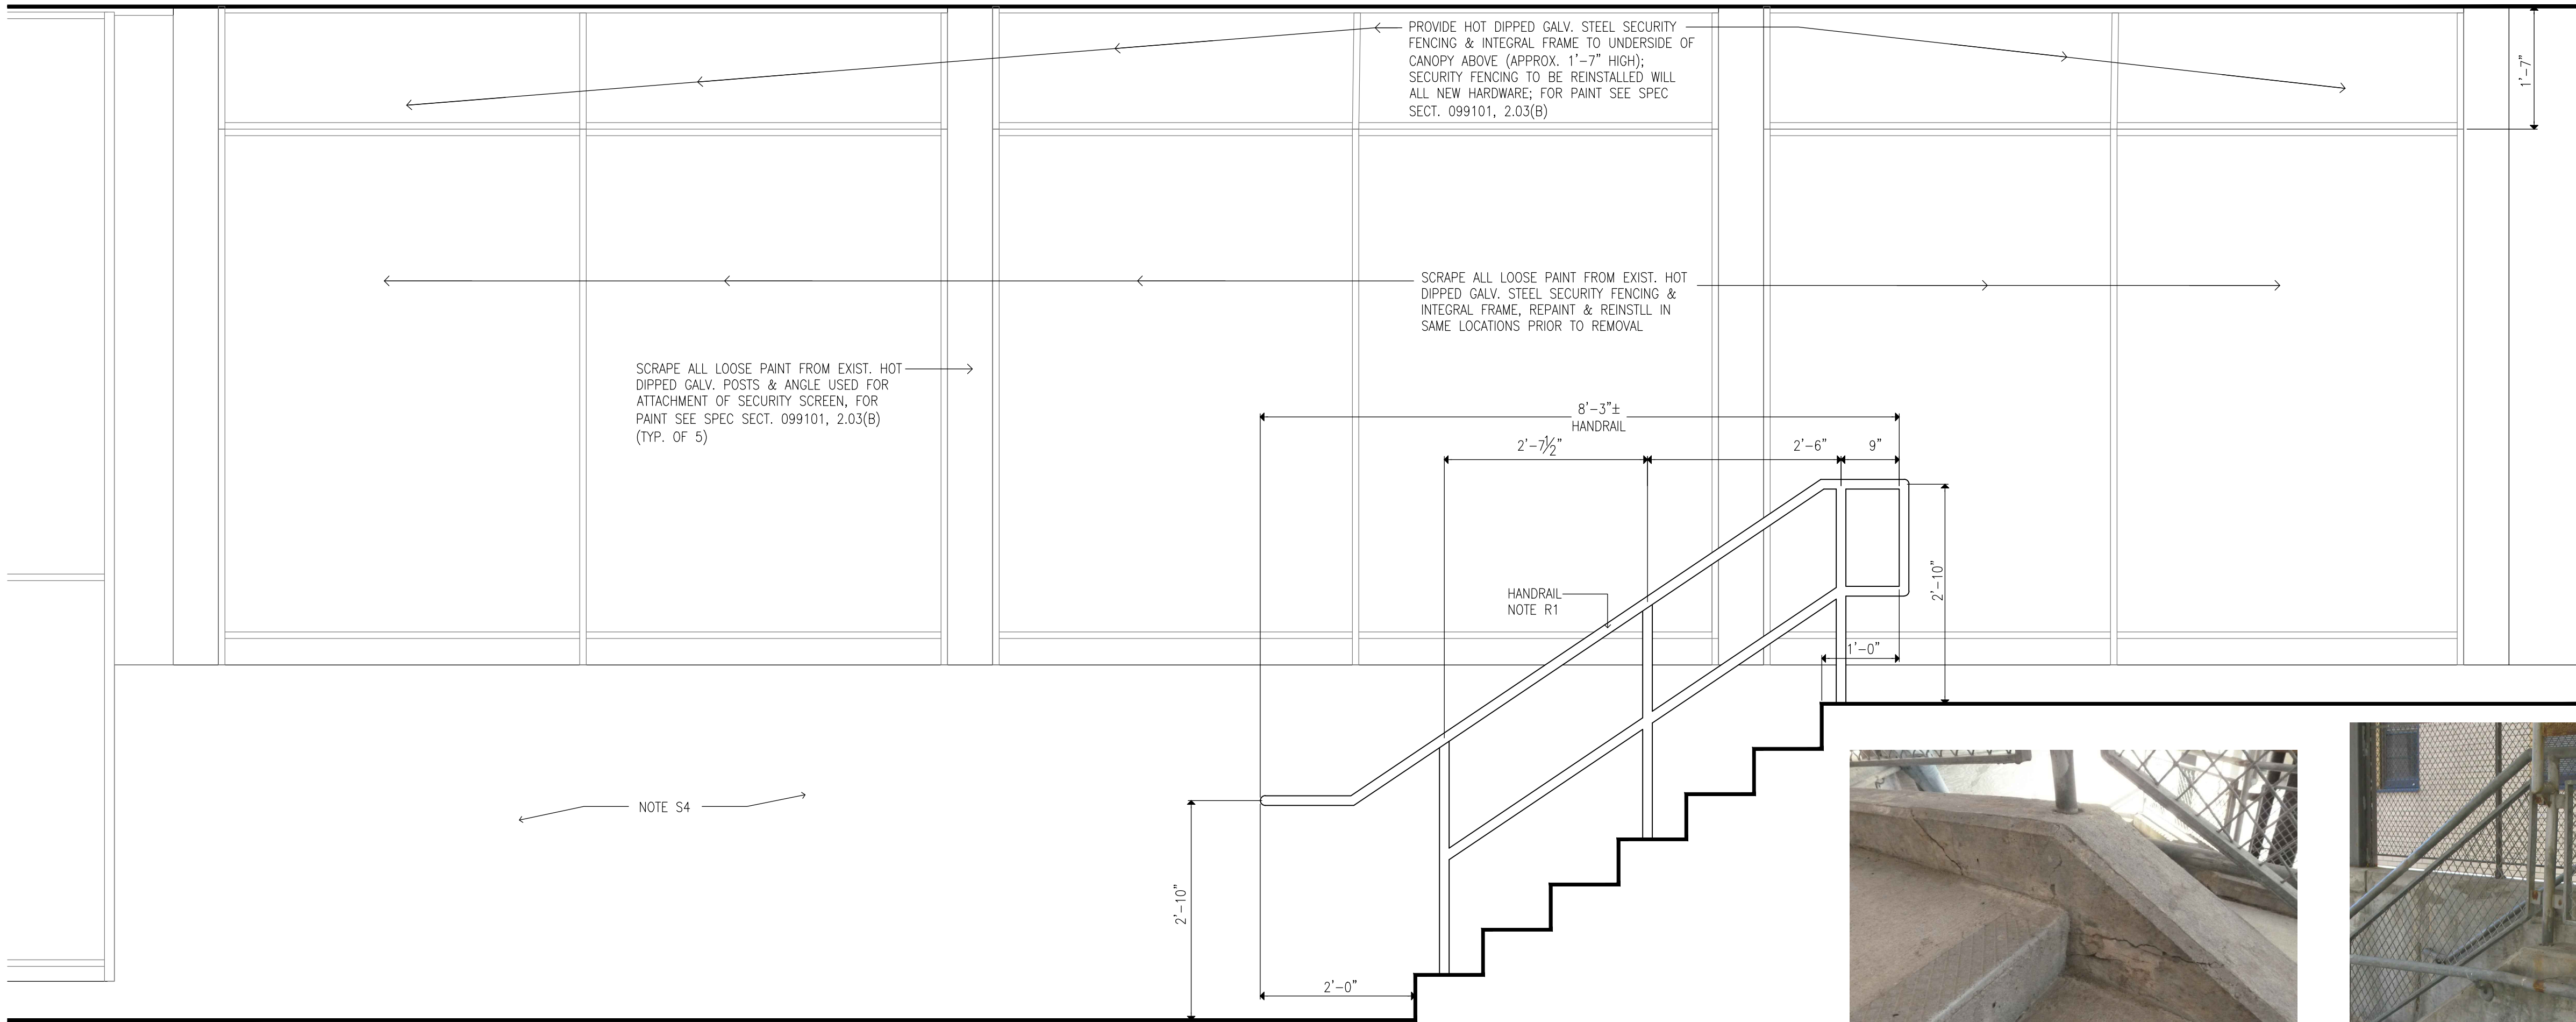 PROVIDE HOT DIPPED GALV. STEEL SECURITY
FENCING & INTEGRAL FRAME TO UNDERSIDE OF
CANOPY ABOVE (APPROX. 1'-7" HIGH);
SECURITY FENCING TO BE REINSTALLED WILL
ALL NEW HARDWARE; FOR PAINT SEE SPEC
SECT. 099101, 2.03(B)
1'-7"
SCRAPE ALL LOOSE PAINT FROM EXIST. HOT
DIPPED GALV. STEEL SECURITY FENCING &
INTEGRAL FRAME, REPAINT & REINSTLL IN
SAME LOCATIONS PRIOR TO REMOVAL
SCRAPE ALL LOOSE PAINT FROM EXIST. HOT
DIPPED GALV. POSTS & ANGLE USED FOR
ATTACHMENT OF SECURITY SCREEN, FOR
PAINT SEE SPEC SECT. 099101, 2.03(B)
(TYP. OF 5)
8'-3"±
HANDRAIL
2'-7½"
2'-6"
9"
HANDRAIL
NOTE R1
2'-10"
1'-0"
NOTE S4
2'-10"
2'-0"